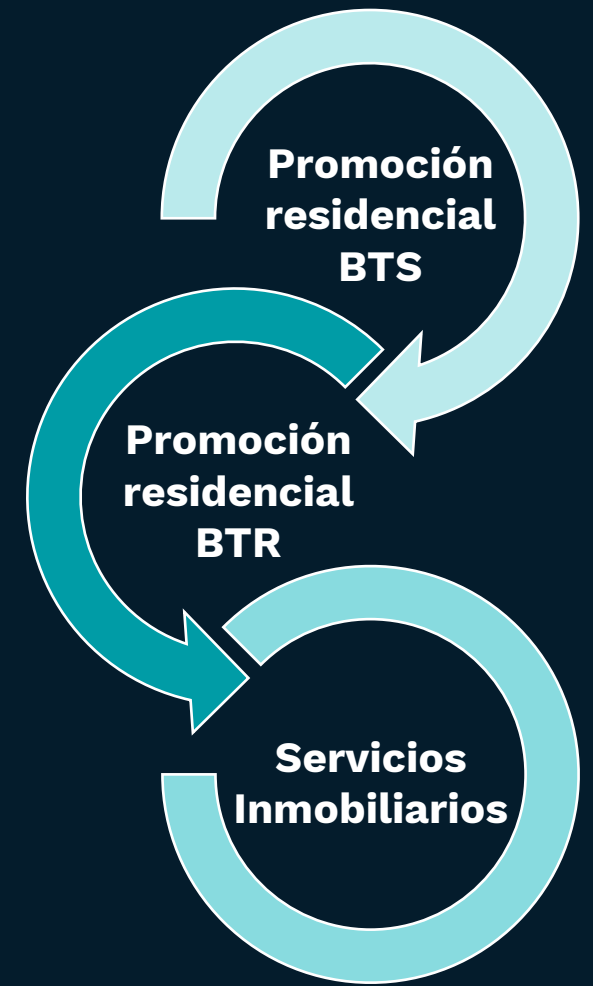 Promoción
residencial
BTS
Promoción
residencial
BTR
Servicios
Inmobiliarios